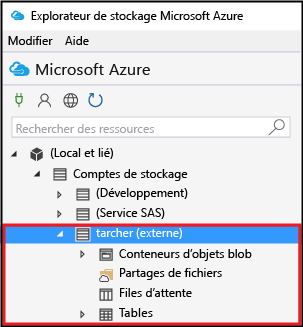 Explorateur de stockage Microsoft Azure
Modifier Aide
Microsoft Azure
Rechercher des ressources
(Local et lié)
Comptes de stockage
(Développement)
(Service SAS)
tarcher (externe)
Conteneurs d'objets blob
Partages de fichiers
Files d'attente
Tables